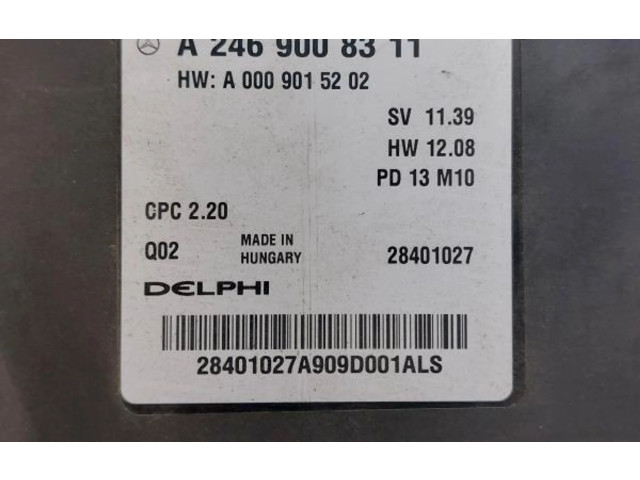 A 246 900 83 11
HW: A 000 901 52 02
SV 11.39
HW 12.08
PD 13 M10
CPC 2.20
Q02 MADE IN HUNGARY 28401027
DELPHI
28401027A909D001ALS